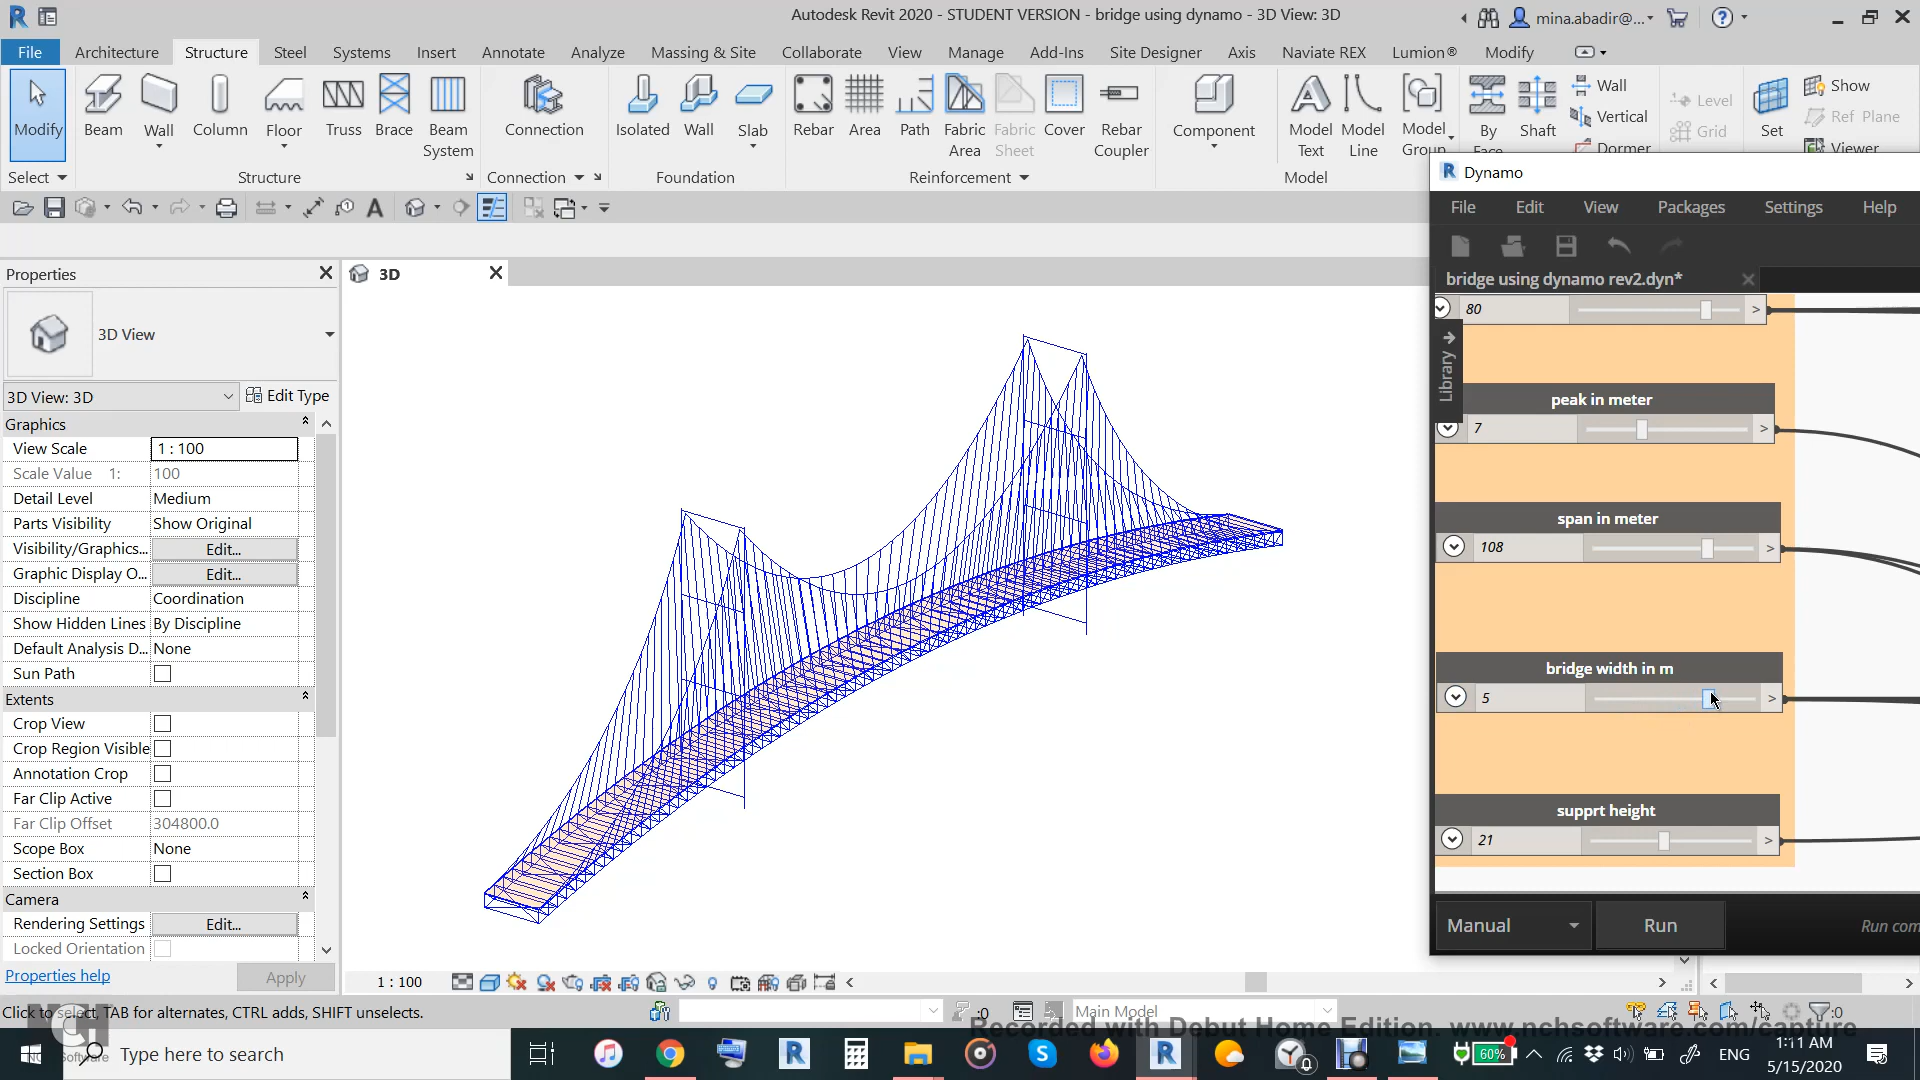 Autodesk Revit 2020 - STUDENT VERSION - bridge using dynamo - 3D View: 3D
mina.abadir@...
File Architecture Structure Steel Systems Insert Annotate Analyze Massing & Site Collaborate View Manage Add-Ins Site Designer Axis Naviate REX Lumion® Modify
Modify Beam Wall Column Floor Truss Brace Beam System Connection Isolated Wall Slab Rebar Area Path Fabric Area Fabric Sheet Cover Rebar Coupler Component Model Text Model Line Model Group By Face Shaft Wall Vertical Dormer Level Grid Set Show Ref Plane Viewer
Select Structure Connection Foundation Reinforcement Model
Dynamo
File Edit View Packages Settings Help
bridge using dynamo rev2.dyn*
Library
80
peak in meter
7
span in meter
108
bridge width in m
5
supprt height
21
Manual Run Run com
Properties
3D
3D View
3D View: 3D Edit Type
Graphics
View Scale 1 : 100
Scale Value 1: 100
Detail Level Medium
Parts Visibility Show Original
Visibility/Graphics... Edit...
Graphic Display O... Edit...
Discipline Coordination
Show Hidden Lines By Discipline
Default Analysis D... None
Sun Path
Extents
Crop View
Crop Region Visible
Annotation Crop
Far Clip Active
Far Clip Offset 304800.0
Scope Box None
Section Box
Camera
Rendering Settings Edit...
Locked Orientation
Properties help Apply
1 : 100
Click to select, TAB for alternates, CTRL adds, SHIFT unselects.
:0 Main Model :0
Recorded with Debut Home Edition. www.nchsoftware.com/capture
NCH Software
Type here to search
60% ENG
1:11 AM
5/15/2020